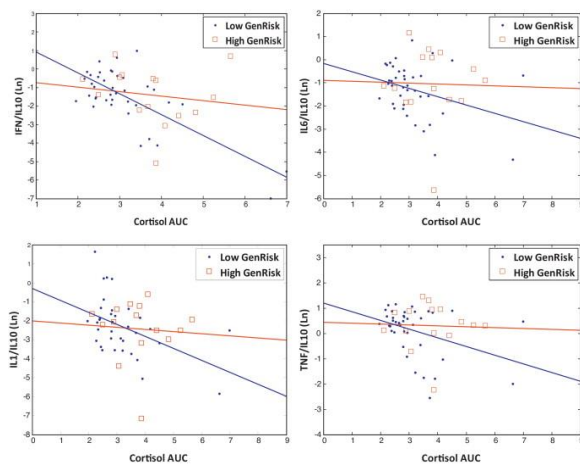 Low GenRisk
High GenRisk
2
1
0
-1
-2
-3
-4
-5
-6
-7
IFN/IL10 (Ln)
1 2 3 4 5 6 7
Cortisol AUC
Low GenRisk
High GenRisk
2
1
0
-1
-2
-3
-4
-5
-6
IL6/IL10 (Ln)
0 1 2 3 4 5 6 7 8 9
Cortisol AUC
Low GenRisk
High GenRisk
2
1
0
-1
-2
-3
-4
-5
-6
-7
-8
IL1/IL10 (Ln)
0 1 2 3 4 5 6 7 8 9
Cortisol AUC
Low GenRisk
High GenRisk
3
2
1
0
-1
-2
-3
-4
TNF/IL10 (Ln)
0 1 2 3 4 5 6 7 8 9
Cortisol AUC